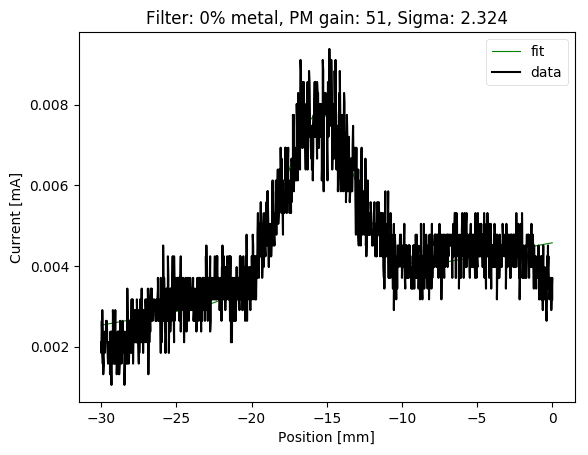 Filter: 0% metal, PM gain: 51, Sigma: 2.324
fit
data
0.008
0.006
0.004
0.002
Current [mA]
−30
−25
−20
−15
−10
−5
0
Position [mm]